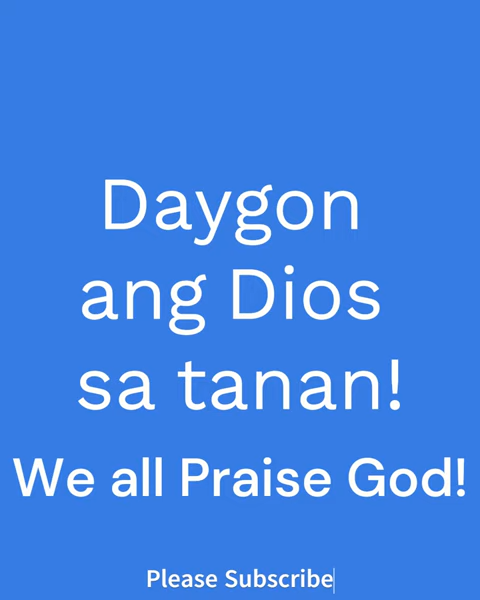 Daygon
ang Dios
sa tanan!
We all Praise God!
Please Subscribe